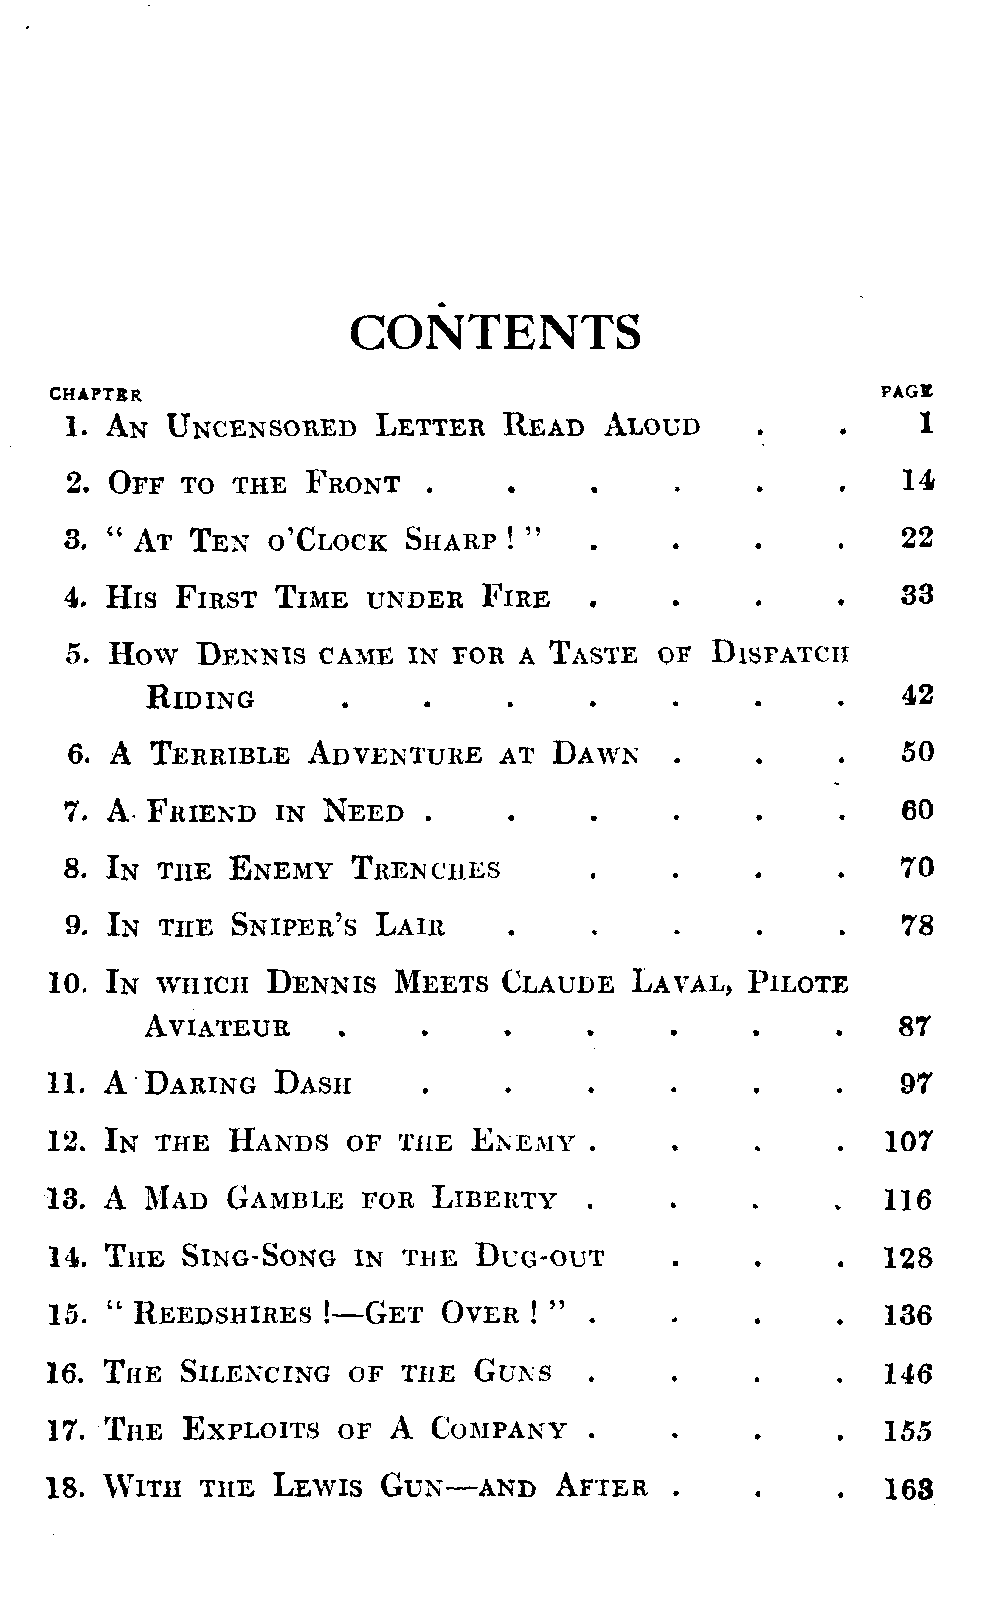 CONTENTS
CHAPTER PAGE
1. An Uncensored Letter Read Aloud . . 1
2. Off to the Front . . . . . . 14
3. “ At Ten o’Clock Sharp ! ” . . . . 22
4. His First Time under Fire . . . . 33
5. How Dennis came in for a Taste of Dispatch
Riding . . . . . . . 42
6. A Terrible Adventure at Dawn . . . 50
7. A Friend in Need . . . . . . 60
8. In the Enemy Trenches . . . . 70
9. In the Sniper’s Lair . . . . . 78
10. In which Dennis Meets Claude Laval, Pilote
Aviateur . . . . . . . 87
11. A Daring Dash . . . . . . 97
12. In the Hands of the Enemy . . . . 107
13. A Mad Gamble for Liberty . . . . 116
14. The Sing-Song in the Dug-out . . . 128
15. “ Reedshires !—Get Over ! ” . . . . 136
16. The Silencing of the Guns . . . . 146
17. The Exploits of A Company . . . . 155
18. With the Lewis Gun—and After . . . 163